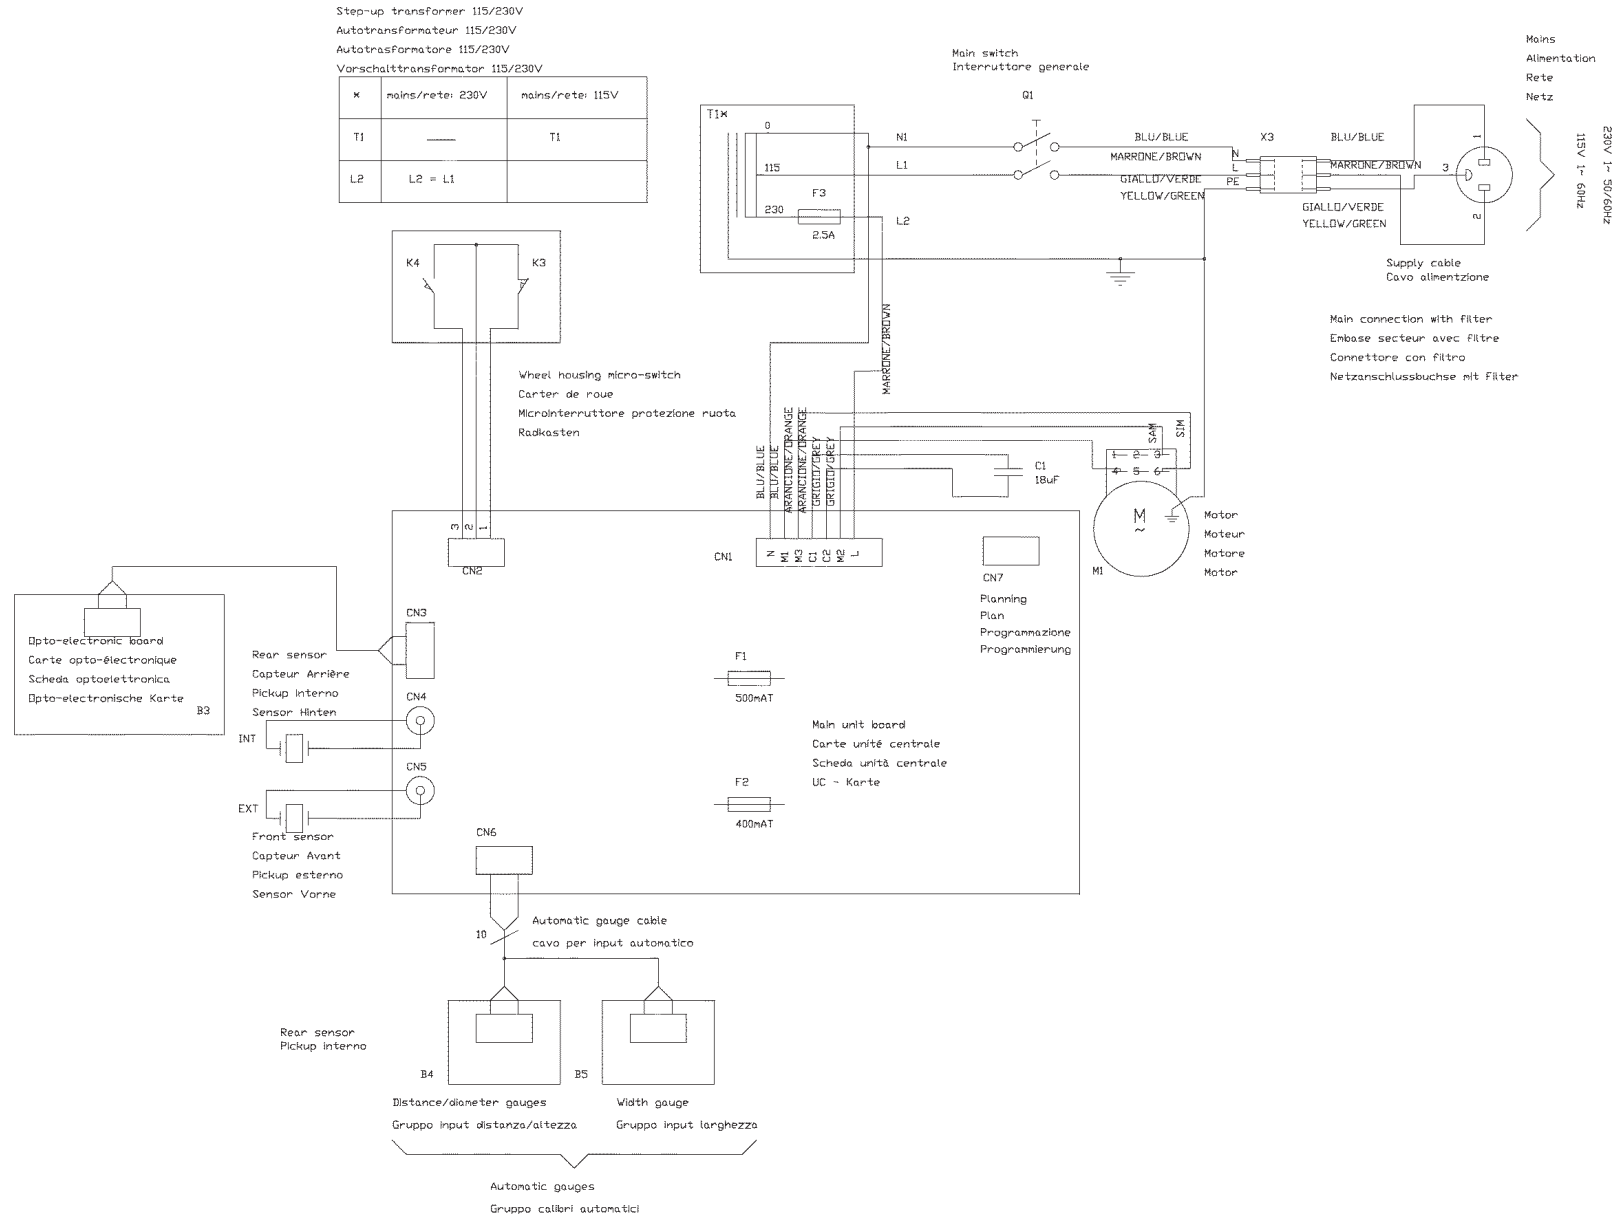 Step-up transformer 115/230V
Autotransformateur 115/230V
Autotrasformatore 115/230V
Vorschalttransformator 115/230V
* mains/rete: 230V mains/rete: 115V
T1 —— T1
L2 L2 = L1
Main switch
Interruttore generale
Q1
Mains
Alimentation
Rete
Netz
230V 1~ 50/60Hz
115V 1~ 60Hz
T1*
0
115
230
F3
2.5A
N1
L1
L2
BLU/BLUE
MARRONE/BROWN
GIALLO/VERDE
YELLOW/GREEN
X3
N
L
PE
BLU/BLUE
MARRONE/BROWN
GIALLO/VERDE
YELLOW/GREEN
1
3
2
Supply cable
Cavo alimentzione
Main connection with filter
Embase secteur avec filtre
Connettore con filtro
Netzanschlussbuchse mit Filter
K4
K3
Wheel housing micro-switch
Carter de roue
Microinterruttore protezione ruota
Radkasten
MARRONE/BROWN
BLU/BLUE
BLU/BLUE
ARANCIONE/ORANGE
ARANCIONE/ORANGE
GRIGIO/GREY
GRIGIO/GREY
C1
18uF
SAM
SIM
1 2 3
4 5 6
M
~
M1
Motor
Moteur
Motore
Motor
3
2
1
CN2
CN1
N
M1
M3
C1
C2
M2
L
CN7
Planning
Plan
Programmazione
Programmierung
Opto-electronic board
Carte opto-électronique
Scheda optoelettronica
Opto-electronische Karte
B3
CN3
Rear sensor
Capteur Arrière
Pickup interno
Sensor Hinten
CN4
INT
CN5
EXT
Front sensor
Capteur Avant
Pickup esterno
Sensor Vorne
F1
500mAT
F2
400mAT
Main unit board
Carte unité centrale
Scheda unità centrale
UC - Karte
CN6
10
Automatic gauge cable
cavo per input automatico
Rear sensor
Pickup interno
B4
B5
Distance/diameter gauges
Gruppo input distanza/altezza
Width gauge
Gruppo input larghezza
Automatic gauges
Gruppo calibri automatici